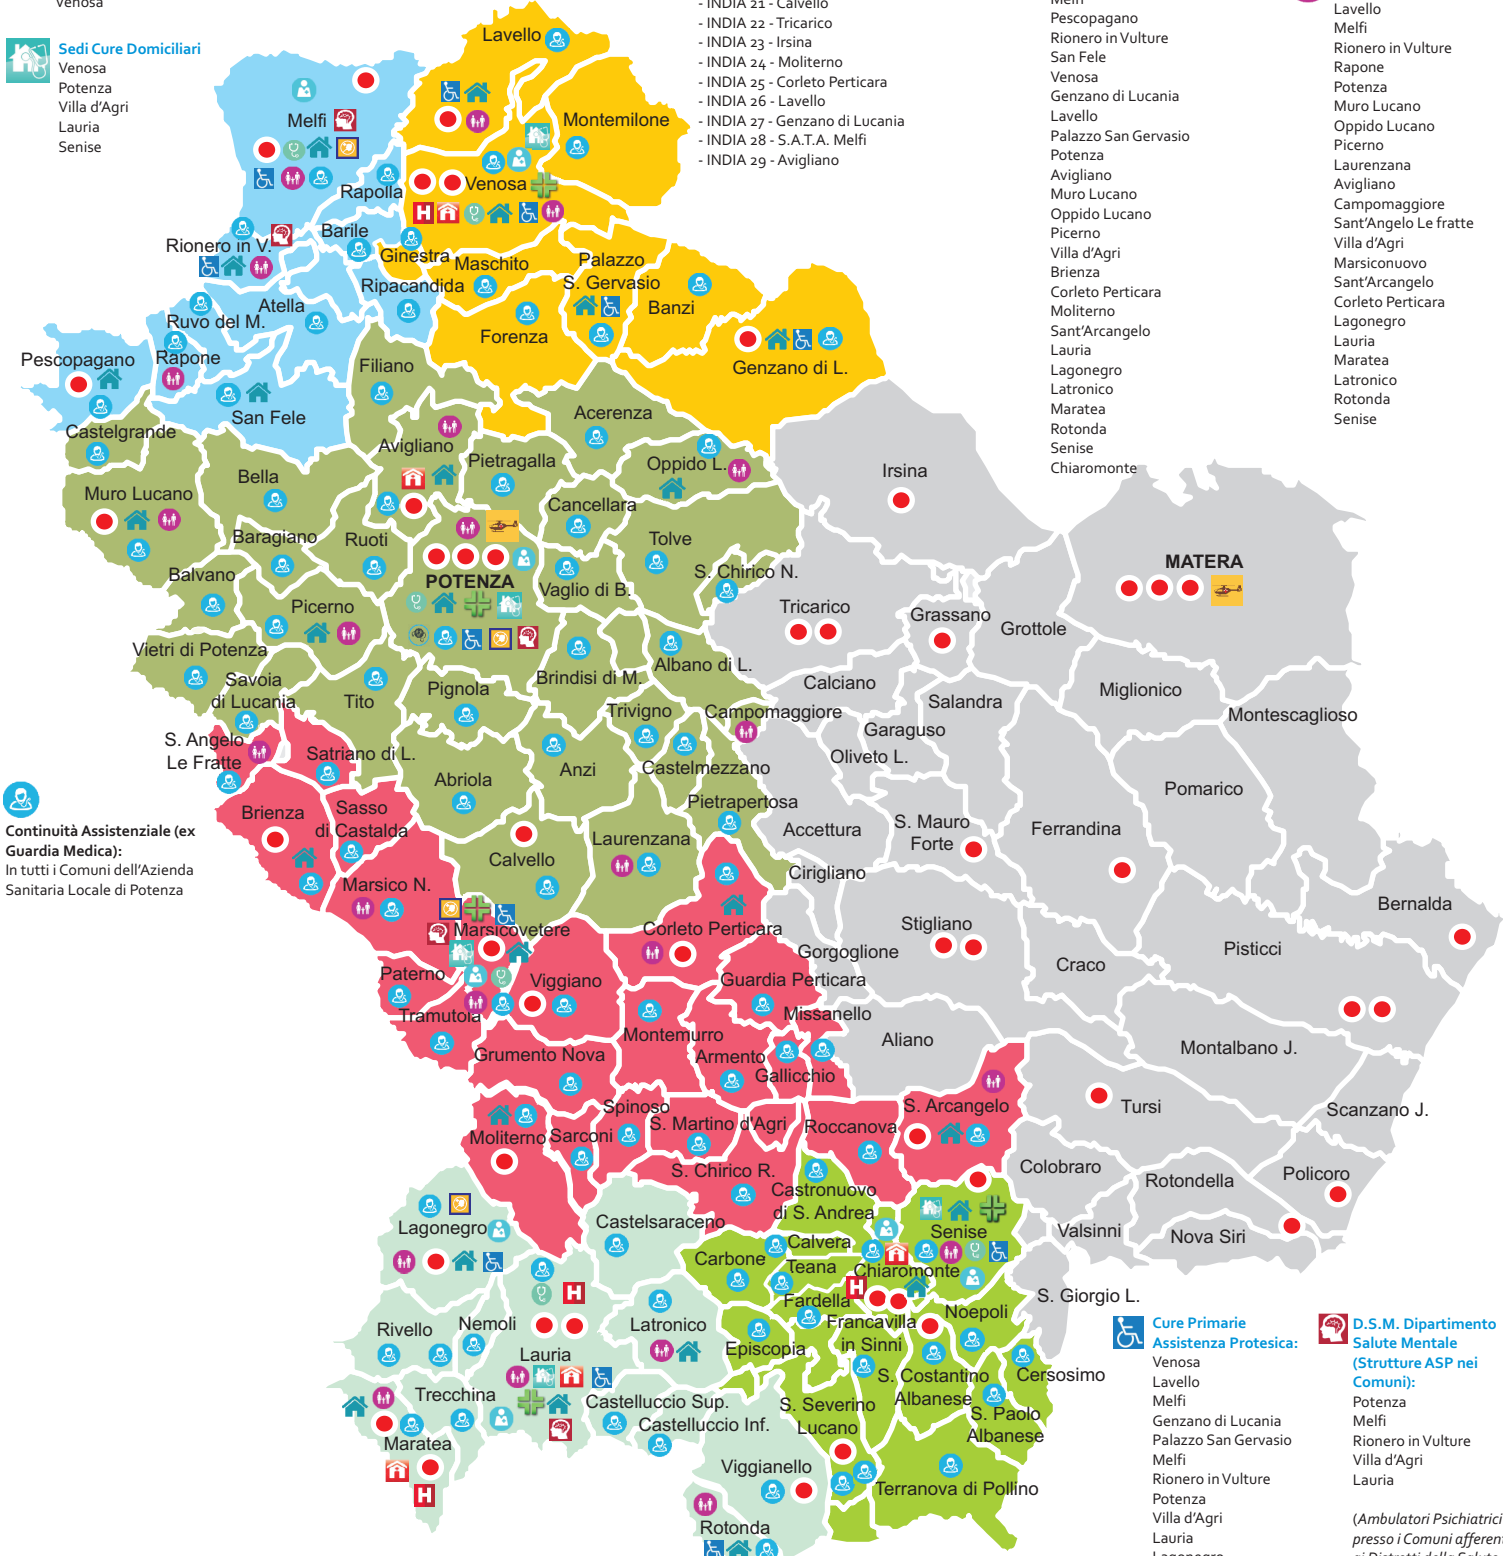 Venosa
Sedi Cure Domiciliari
Venosa
Potenza
Villa d'Agri
Lauria
Senise
- INDIA 21 - Calvello
- INDIA 22 - Tricarico
- INDIA 23 - Irsina
- INDIA 24 - Moliterno
- INDIA 25 - Corleto Perticara
- INDIA 26 - Lavello
- INDIA 27 - Genzano di Lucania
- INDIA 28 - S.A.T.A. Melfi
- INDIA 29 - Avigliano
Melfi
Pescopagano
Rionero in Vulture
San Fele
Venosa
Genzano di Lucania
Lavello
Palazzo San Gervasio
Potenza
Avigliano
Muro Lucano
Oppido Lucano
Picerno
Villa d'Agri
Brienza
Corleto Perticara
Moliterno
Sant'Arcangelo
Lauria
Lagonegro
Latronico
Maratea
Rotonda
Senise
Chiaromonte
Lavello
Melfi
Rionero in Vulture
Rapone
Potenza
Muro Lucano
Oppido Lucano
Picerno
Laurenzana
Avigliano
Campomaggiore
Sant'Angelo Le fratte
Villa d'Agri
Marsiconuovo
Sant'Arcangelo
Corleto Perticara
Lagonegro
Lauria
Maratea
Latronico
Rotonda
Senise
Lavello
Melfi
Montemilone
Rapolla
Venosa
H
Rionero in V.
Barile
Ginestra
Maschito
Palazzo
S. Gervasio
Ripacandida
Banzi
Ruvo del M.
Atella
Forenza
Pescopagano
Rapone
Filiano
Genzano di L.
San Fele
Castelgrande
Acerenza
Avigliano
Pietragalla
Oppido L.
Irsina
Bella
Muro Lucano
Cancellara
Baragiano
Ruoti
Tolve
MATERA
Balvano
POTENZA
Vaglio di B.
S. Chirico N.
Picerno
Tricarico
Grassano
Grottole
Vietri di Potenza
Brindisi di M.
Albano di L.
Savoia
di Lucania
Tito
Pignola
Calciano
Miglionico
Salandra
Trivigno
Campomaggiore
Montescaglioso
Garaguso
S. Angelo
Le Fratte
Satriano di L.
Oliveto L.
Abriola
Anzi
Castelmezzano
Pomarico
Pietrapertosa
Brienza
Sasso
di Castalda
Accettura
S. Mauro
Forte
Ferrandina
Laurenzana
Calvello
Cirigliano
Marsico N.
Bernalda
Marsicovetere
Corleto Perticara
Stigliano
Gorgoglione
Pisticci
Craco
Paterno
Viggiano
Guardia Perticara
Tramutola
Missanello
Montemurro
Aliano
Montalbano J.
Grumento Nova
Armento
Gallicchio
Spinoso
S. Arcangelo
Tursi
Scanzano J.
Moliterno
Sarconi
S. Martino d'Agri
Roccanova
S. Chirico R.
Colobraro
Rotondella
Policoro
Castronuovo
di S. Andrea
Lagonegro
Castelsaraceno
Senise
Valsinni
Nova Siri
Calvera
Carbone
Teana
Chiaromonte
H
H
Fardella
S. Giorgio L.
Noepoli
Rivello
Nemoli
Latronico
Francavilla
in Sinni
Episcopia
Lauria
S. Costantino
Albanese
Cersosimo
Trecchina
Castelluccio Sup.
Castelluccio Inf.
S. Severino
Lucano
S. Paolo
Albanese
Maratea
H
Viggianello
Terranova di Pollino
Rotonda
Continuità Assistenziale (ex
Guardia Medica):
In tutti i Comuni dell'Azienda
Sanitaria Locale di Potenza
Cure Primarie
Assistenza Protesica:
Venosa
Lavello
Melfi
Genzano di Lucania
Palazzo San Gervasio
Melfi
Rionero in Vulture
Potenza
Villa d'Agri
Lauria
Lagonegro
D.S.M. Dipartimento
Salute Mentale
(Strutture ASP nei
Comuni):
Potenza
Melfi
Rionero in Vulture
Villa d'Agri
Lauria
(Ambulatori Psichiatrici
presso i Comuni afferenti
ai Distretti della Salute